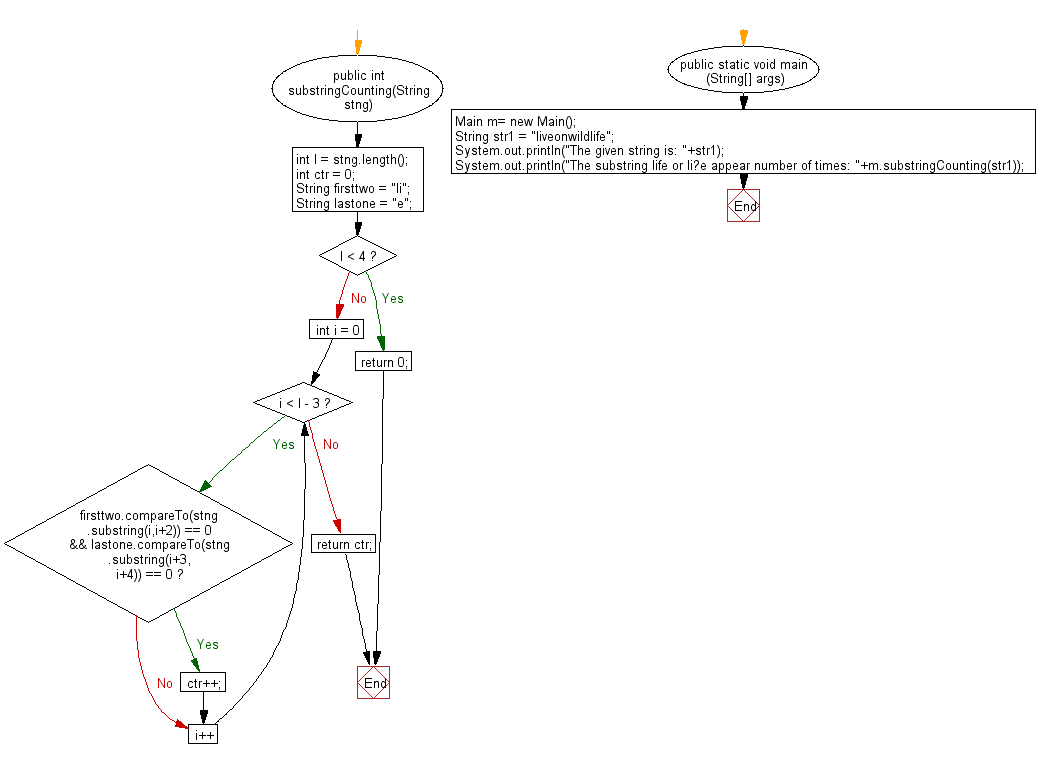 public int
substringCounting(String
stng)
int l = stng.length();
int ctr = 0;
String firsttwo = "li";
String lastone = "e";
l < 4 ?
No
Yes
int i = 0
return 0;
i < l - 3 ?
Yes
No
firsttwo.compareTo(stng
.substring(i,i+2)) == 0
&& lastone.compareTo(stng
.substring(i+3,
i+4)) == 0 ?
return ctr;
Yes
No
ctr++;
i++
End
public static void main
(String[] args)
Main m= new Main();
String str1 = "liveonwildlife";
System.out.println("The given string is: "+str1);
System.out.println("The substring life or li?e appear number of times: "+m.substringCounting(str1));
End